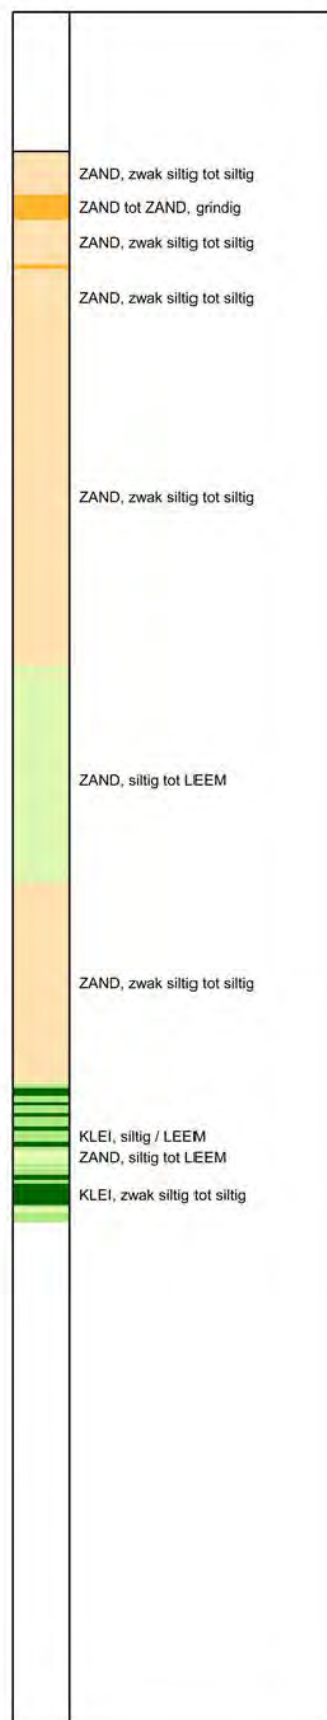 ZAND, zwak siltig tot siltig
ZAND tot ZAND, grindig
ZAND, zwak siltig tot siltig
ZAND, zwak siltig tot siltig
ZAND, zwak siltig tot siltig
ZAND, siltig tot LEEM
ZAND, zwak siltig tot siltig
KLEI, siltig / LEEM
ZAND, siltig tot LEEM
KLEI, zwak siltig tot siltig